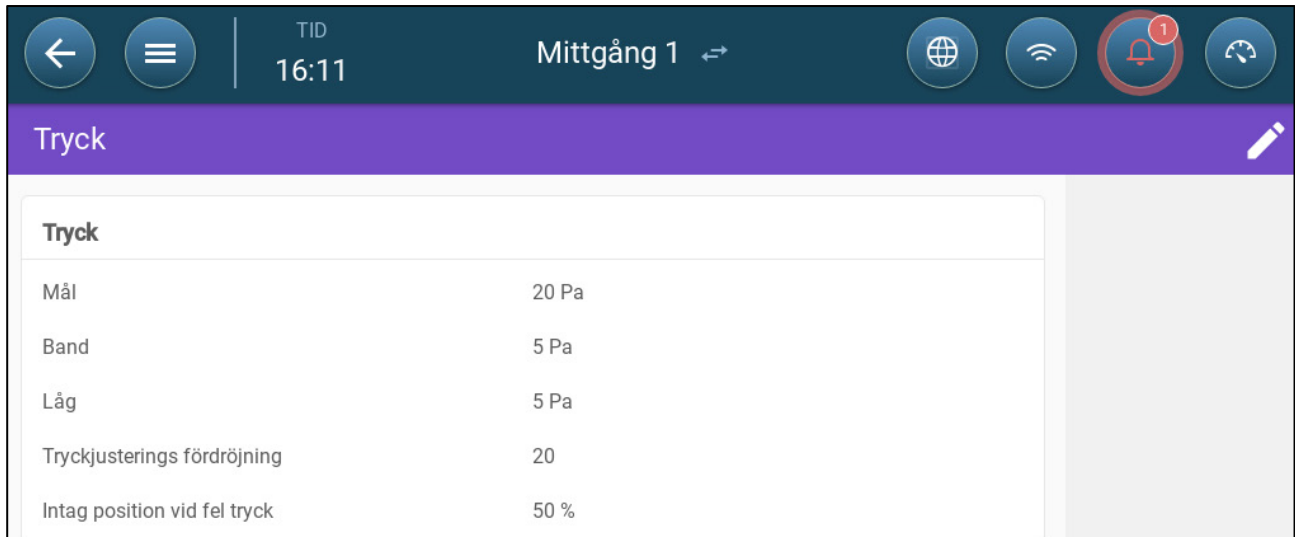 TID
16:11
Mittgång 1
1
Tryck
Tryck
Mål 20 Pa
Band 5 Pa
Låg 5 Pa
Tryckjusterings fördröjning 20
Intag position vid fel tryck 50 %